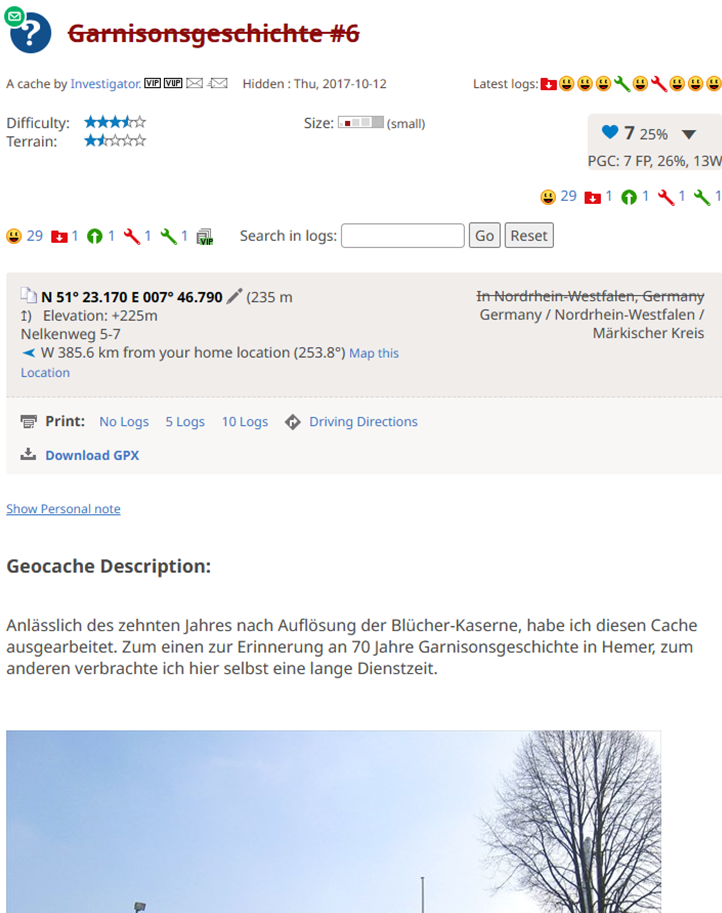 Garnisonsgeschichte #6
A cache by Investigator. VIP VUP Hidden : Thu, 2017-10-12 Latest logs:
Difficulty: Size: (small) 7 25%
Terrain:
PGC: 7 FP, 26%, 13W
29 1 1 1 1
29 1 1 1 1 VIP Search in logs: Go Reset
N 51° 23.170 E 007° 46.790 (235 m In Nordrhein-Westfalen, Germany
Elevation: +225m Germany / Nordrhein-Westfalen /
Nelkenweg 5-7 Märkischer Kreis
W 385.6 km from your home location (253.8°) Map this
Location
Print: No Logs 5 Logs 10 Logs Driving Directions
Download GPX
Show Personal note
Geocache Description:
Anlässlich des zehnten Jahres nach Auflösung der Blücher-Kaserne, habe ich diesen Cache
ausgearbeitet. Zum einen zur Erinnerung an 70 Jahre Garnisonsgeschichte in Hemer, zum
anderen verbrachte ich hier selbst eine lange Dienstzeit.